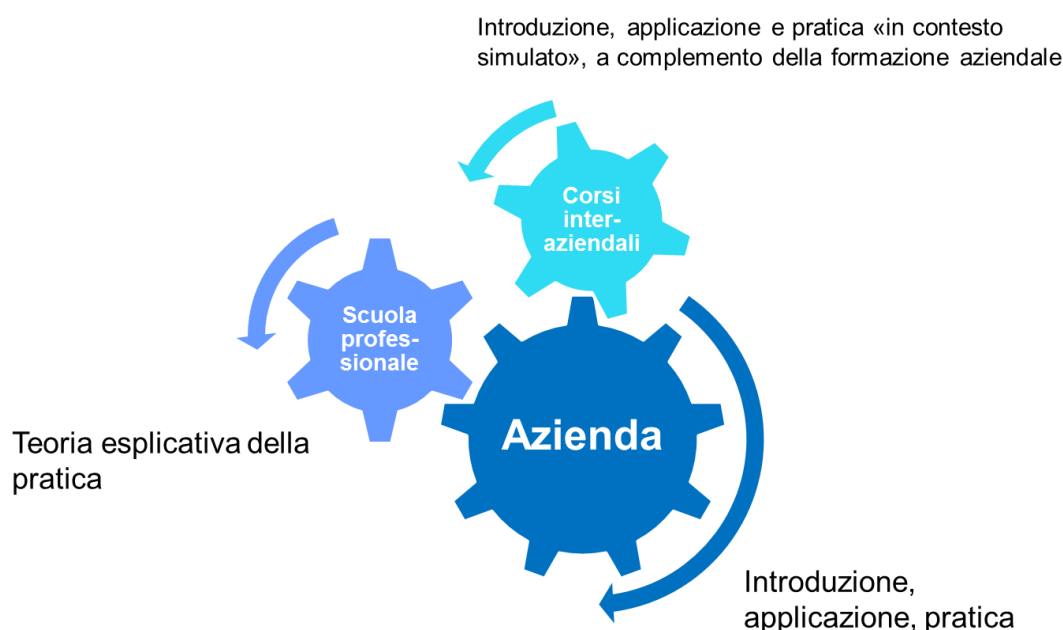 Introduzione, applicazione e pratica «in contesto
simulato», a complemento della formazione aziendale
Corsi
inter-
aziendali
Scuola
profes-
sionale
Azienda
Teoria esplicativa della
pratica
Introduzione,
applicazione, pratica